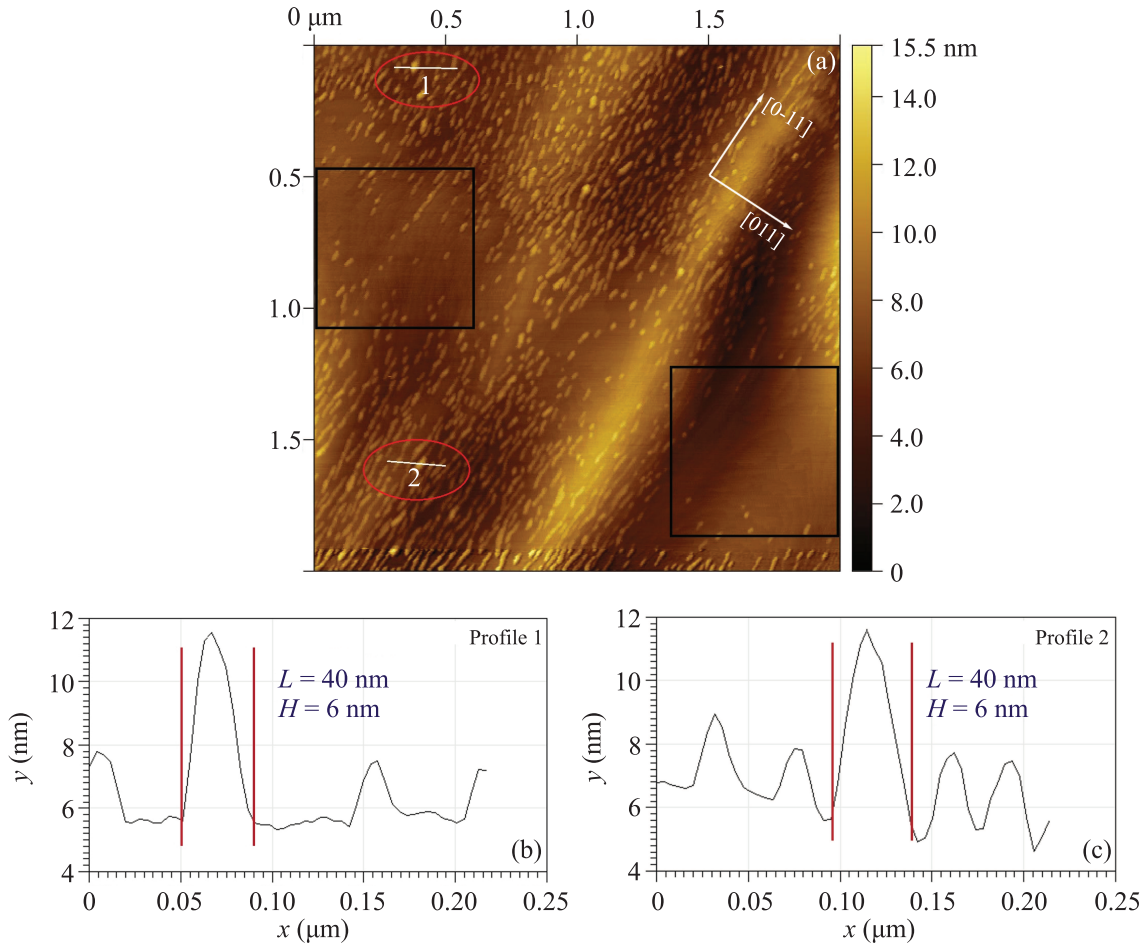 0 μm 0.5 1.0 1.5
(a)
15.5 nm
14.0
12.0
10.0
8.0
6.0
4.0
2.0
0
0.5
1.0
1.5
1
[0-11]
[011]
2
12
10
8
6
4
y (nm)
Profile 1
L = 40 nm
H = 6 nm
(b)
0 0.05 0.10 0.15 0.20 0.25
x (μm)
12
10
8
6
4
y (nm)
Profile 2
L = 40 nm
H = 6 nm
(c)
0 0.05 0.10 0.15 0.20 0.25
x (μm)